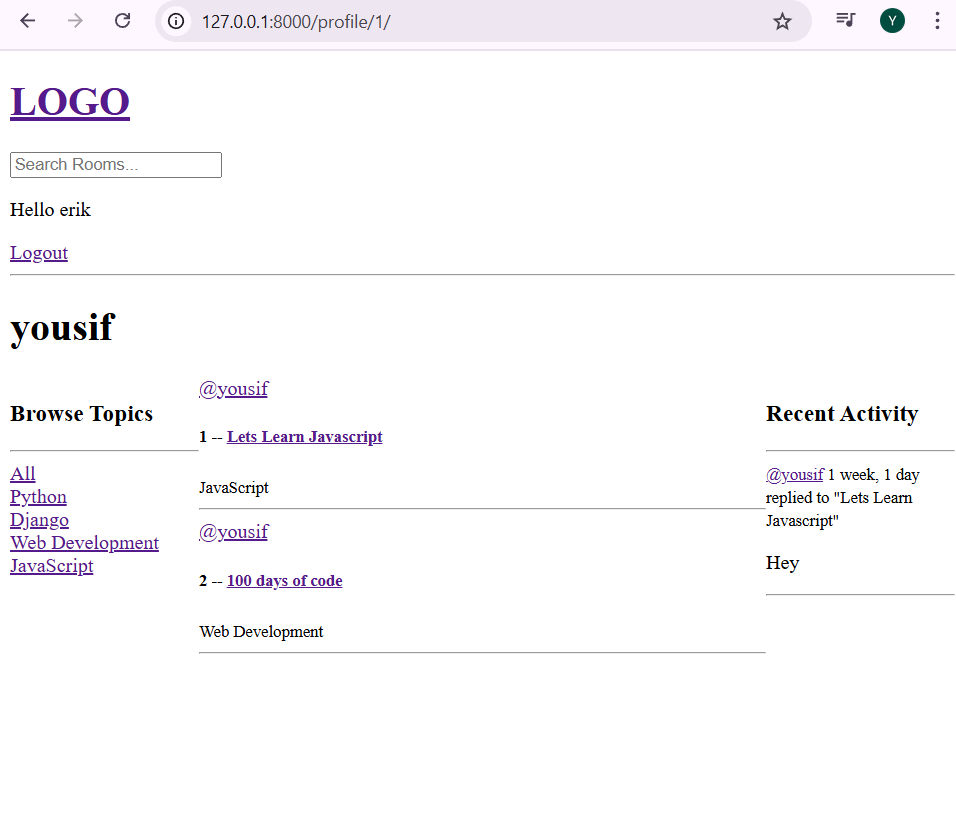 127.0.0.1:8000/profile/1/
Y
LOGO
Search Rooms...
Hello erik
Logout
yousif
Browse Topics
All
Python
Django
Web Development
JavaScript
@yousif
1 -- Lets Learn Javascript
JavaScript
@yousif
2 -- 100 days of code
Web Development
Recent Activity
@yousif 1 week, 1 day
replied to "Lets Learn
Javascript"
Hey